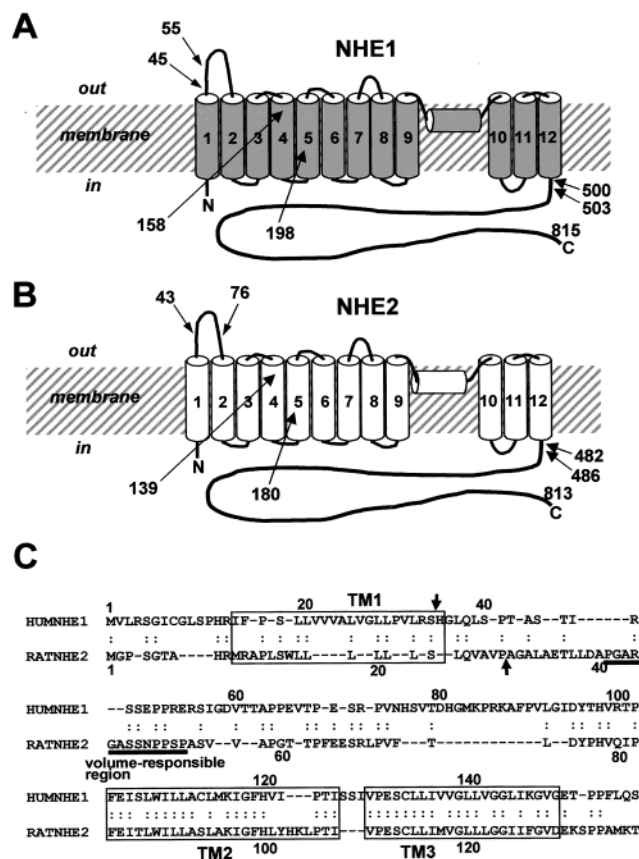 A
55
NHE1
45
out
membrane
1 2 3 4 5 6 7 8 9 10 11 12
in
N
500
503
158
198
815
C
B
43
76
NHE2
out
membrane
1 2 3 4 5 6 7 8 9 10 11 12
in
N
482
486
139
180
813
C
C
1 20 TM1 40
HUMNHE1 MVLRSGICGLSPHRIF-P-S-LLVVVALVGLLPVLRSHGLQLS-PT-AS--TI------R
RATNHE2 MGP-SGTA---HRMRAPLSWLL----L-LL-L-S-LQVAVPAGALAETLLDAPGAR
1 20 40
60 80 100
HUMNHE1 --SSEPPRERSIGDVTTAPPEVTP-E-SR-PVNHSVTDHGMKPRKAFPVLGIDYTHVRTP
RATNHE2 GASSNPPSPASV-V-APGT-TPFEESRLPVF--T----------L-DYPHVQIP
volume-responsible
region
60 80
120 140
HUMNHE1 FEISLWILLACLMKIGFHVI---PTISSIVPESCLLIVVGLLVGGLIKGVGET-PPFLQS
RATNHE2 FEITLWILLASLAKIGFHLYHKLPTI---VPESCLLIMVGLLLGGIIFGVDEKSPPAMKT
TM2 100 TM3 120